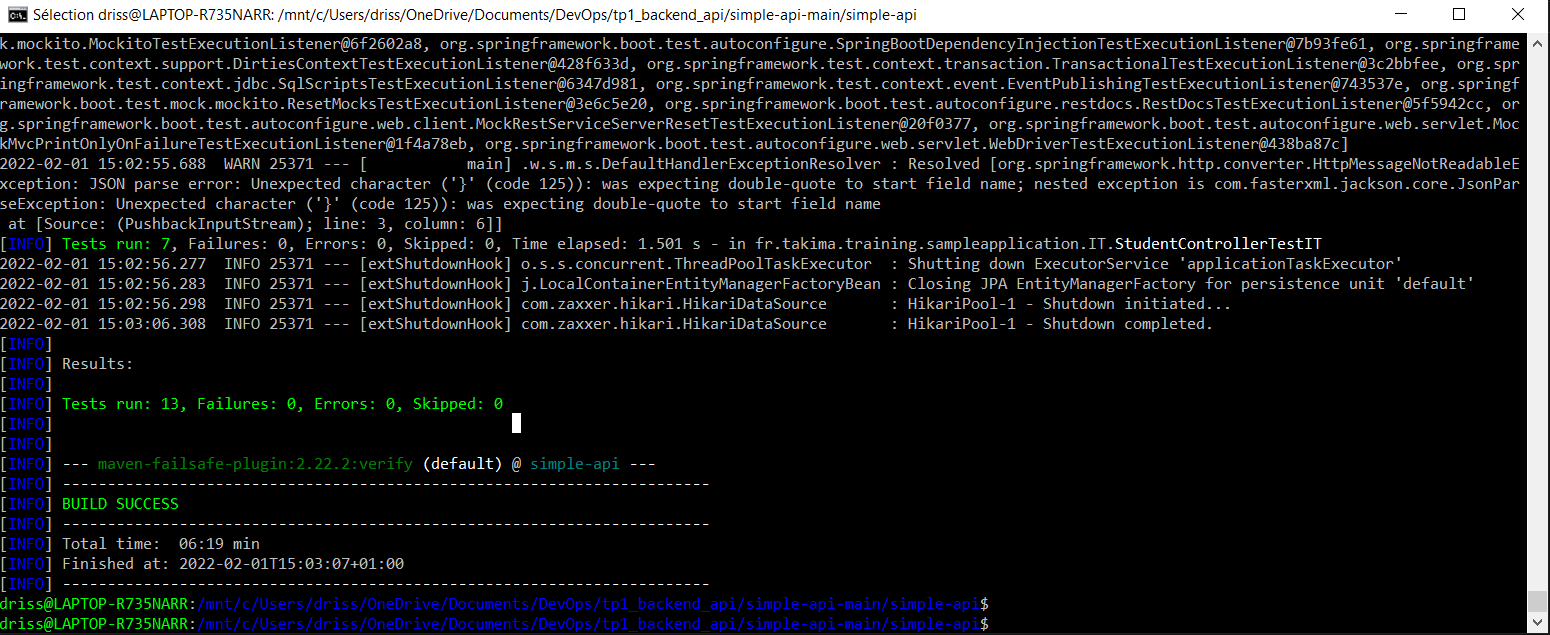 Sélection driss@LAPTOP-R735NARR: /mnt/c/Users/driss/OneDrive/Documents/DevOps/tp1_backend_api/simple-api-main/simple-api
k.mockito.MockitoTestExecutionListener@6f2602a8, org.springframework.boot.test.autoconfigure.SpringBootDependencyInjectionTestExecutionListener@7b93fe61, org.springframe
work.test.context.support.DirtiesContextTestExecutionListener@428f633d, org.springframework.test.context.transaction.TransactionalTestExecutionListener@3c2bbfee, org.spr
ingframework.test.context.jdbc.SqlScriptsTestExecutionListener@6347d981, org.springframework.test.context.event.EventPublishingTestExecutionListener@743537e, org.springf
ramework.boot.test.mock.mockito.ResetMocksTestExecutionListener@3e6c5e20, org.springframework.boot.test.autoconfigure.restdocs.RestDocsTestExecutionListener@5f5942cc, or
g.springframework.boot.test.autoconfigure.web.client.MockRestServiceServerResetTestExecutionListener@20f0377, org.springframework.boot.test.autoconfigure.web.servlet.Moc
kMvcPrintOnlyOnFailureTestExecutionListener@1f4a78eb, org.springframework.boot.test.autoconfigure.web.servlet.WebDriverTestExecutionListener@438ba87c]
2022-02-01 15:02:55.688  WARN 25371 --- [           main] .w.s.m.s.DefaultHandlerExceptionResolver : Resolved [org.springframework.http.converter.HttpMessageNotReadableE
xception: JSON parse error: Unexpected character ('}' (code 125)): was expecting double-quote to start field name; nested exception is com.fasterxml.jackson.core.JsonPar
seException: Unexpected character ('}' (code 125)): was expecting double-quote to start field name
 at [Source: (PushbackInputStream); line: 3, column: 6]]
[INFO] Tests run: 7, Failures: 0, Errors: 0, Skipped: 0, Time elapsed: 1.501 s - in fr.takima.training.sampleapplication.IT.StudentControllerTestIT
2022-02-01 15:02:56.277  INFO 25371 --- [extShutdownHook] o.s.s.concurrent.ThreadPoolTaskExecutor  : Shutting down ExecutorService 'applicationTaskExecutor'
2022-02-01 15:02:56.283  INFO 25371 --- [extShutdownHook] j.LocalContainerEntityManagerFactoryBean : Closing JPA EntityManagerFactory for persistence unit 'default'
2022-02-01 15:02:56.298  INFO 25371 --- [extShutdownHook] com.zaxxer.hikari.HikariDataSource       : HikariPool-1 - Shutdown initiated...
2022-02-01 15:03:06.308  INFO 25371 --- [extShutdownHook] com.zaxxer.hikari.HikariDataSource       : HikariPool-1 - Shutdown completed.
[INFO]
[INFO] Results:
[INFO]
[INFO] Tests run: 13, Failures: 0, Errors: 0, Skipped: 0
[INFO]
[INFO]
[INFO] --- maven-failsafe-plugin:2.22.2:verify (default) @ simple-api ---
[INFO] ------------------------------------------------------------------------
[INFO] BUILD SUCCESS
[INFO] ------------------------------------------------------------------------
[INFO] Total time:  06:19 min
[INFO] Finished at: 2022-02-01T15:03:07+01:00
[INFO] ------------------------------------------------------------------------
driss@LAPTOP-R735NARR:/mnt/c/Users/driss/OneDrive/Documents/DevOps/tp1_backend_api/simple-api-main/simple-api$
driss@LAPTOP-R735NARR:/mnt/c/Users/driss/OneDrive/Documents/DevOps/tp1_backend_api/simple-api-main/simple-api$